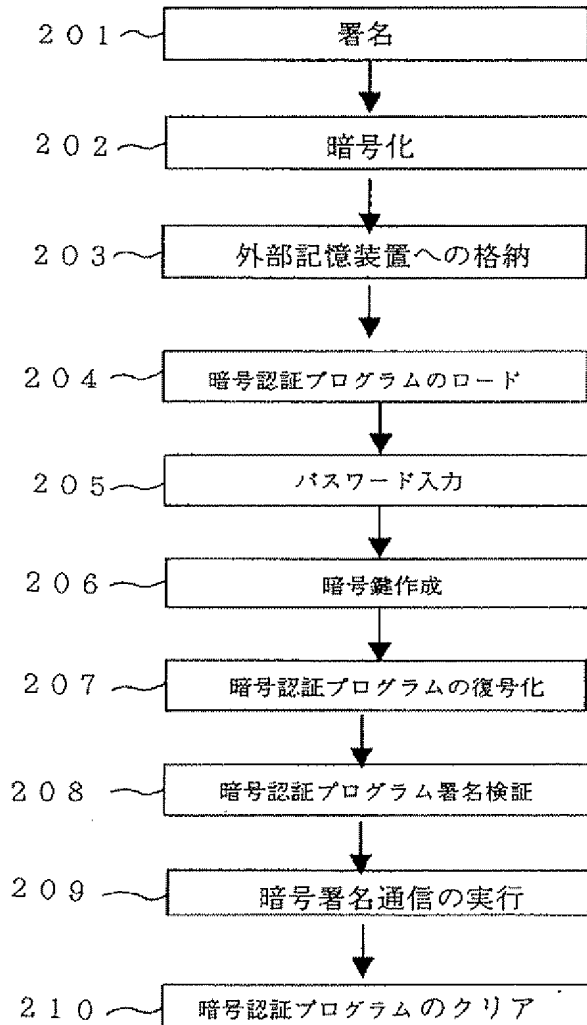 201 署名
202 暗号化
203 外部記憶装置への格納
204 暗号認証プログラムのロード
205 パスワード入力
206 暗号鍵作成
207 暗号認証プログラムの復号化
208 暗号認証プログラム署名検証
209 暗号署名通信の実行
210 暗号認証プログラムのクリア